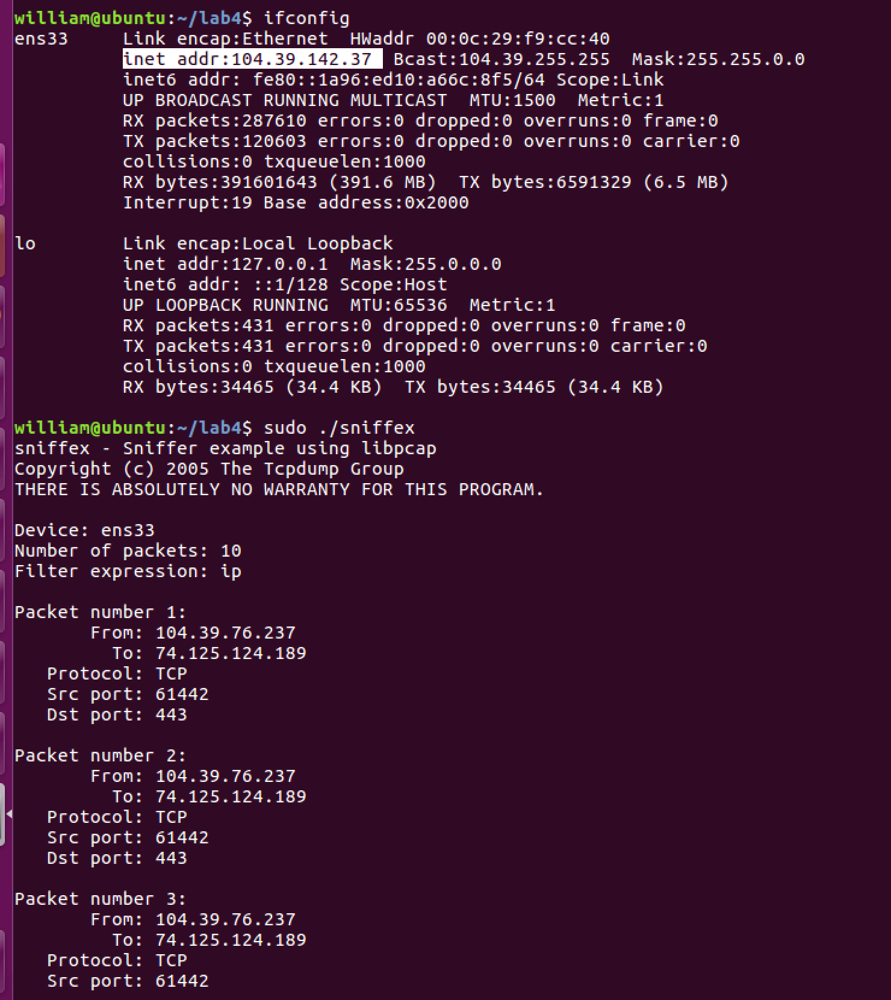 william@ubuntu:~/lab4$ ifconfig
ens33     Link encap:Ethernet  HWaddr 00:0c:29:f9:cc:40
          inet addr:104.39.142.37  Bcast:104.39.255.255  Mask:255.255.0.0
          inet6 addr: fe80::1a96:ed10:a66c:8f5/64 Scope:Link
          UP BROADCAST RUNNING MULTICAST  MTU:1500  Metric:1
          RX packets:287610 errors:0 dropped:0 overruns:0 frame:0
          TX packets:120603 errors:0 dropped:0 overruns:0 carrier:0
          collisions:0 txqueuelen:1000
          RX bytes:391601643 (391.6 MB)  TX bytes:6591329 (6.5 MB)
          Interrupt:19 Base address:0x2000
lo        Link encap:Local Loopback
          inet addr:127.0.0.1  Mask:255.0.0.0
          inet6 addr: ::1/128 Scope:Host
          UP LOOPBACK RUNNING  MTU:65536  Metric:1
          RX packets:431 errors:0 dropped:0 overruns:0 frame:0
          TX packets:431 errors:0 dropped:0 overruns:0 carrier:0
          collisions:0 txqueuelen:1000
          RX bytes:34465 (34.4 KB)  TX bytes:34465 (34.4 KB)
william@ubuntu:~/lab4$ sudo ./sniffex
sniffex - Sniffer example using libpcap
Copyright (c) 2005 The Tcpdump Group
THERE IS ABSOLUTELY NO WARRANTY FOR THIS PROGRAM.
Device: ens33
Number of packets: 10
Filter expression: ip
Packet number 1:
       From: 104.39.76.237
         To: 74.125.124.189
   Protocol: TCP
   Src port: 61442
   Dst port: 443
Packet number 2:
       From: 104.39.76.237
         To: 74.125.124.189
   Protocol: TCP
   Src port: 61442
   Dst port: 443
Packet number 3:
       From: 104.39.76.237
         To: 74.125.124.189
   Protocol: TCP
   Src port: 61442